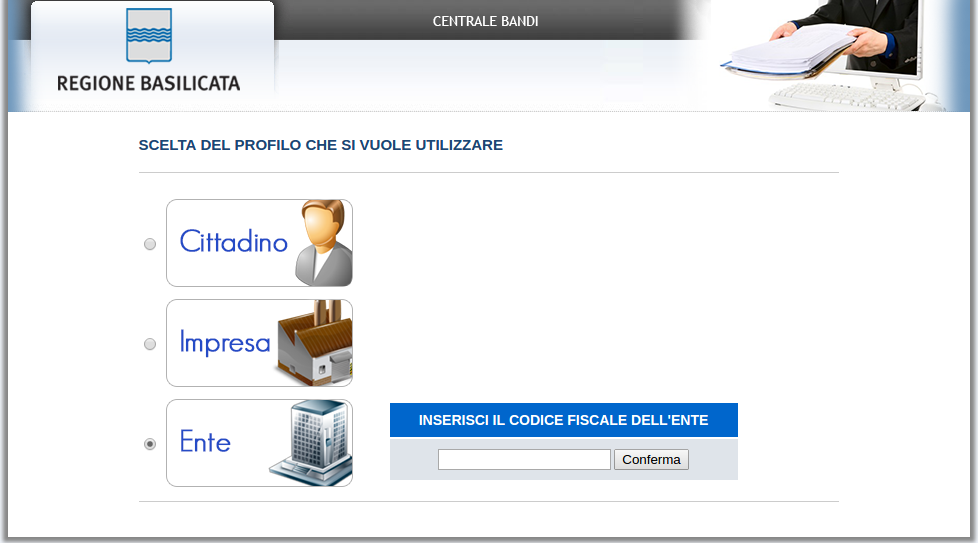 CENTRALE BANDI
REGIONE BASILICATA
SCELTA DEL PROFILO CHE SI VUOLE UTILIZZARE
Cittadino
Impresa
Ente
INSERISCI IL CODICE FISCALE DELL'ENTE
Conferma